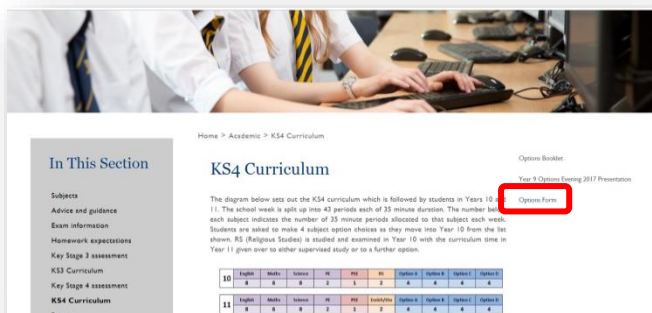 Home > Academic > KS4 Curriculum
In This Section
Subjects
Advice and guidance
Exam information
Homework expectations
Key Stage 3 assessment
KS3 Curriculum
Key Stage 4 assessment
KS4 Curriculum
KS4 Curriculum
The diagram below sets out the KS4 curriculum which is followed by students in Years 10 and
11. The school week is split up into 43 periods each of 35 minute duration. The number below
each subject indicates the number of 35 minute periods allocated to that subject each week.
Students are asked to make 4 subject option choices as they move into Year 10 from the list
shown. RS (Religious Studies) is studied and examined in Year 10 with the curriculum time in
Year 11 given over to either supervised study or to a further option.
10 English Maths Science PE PSE RS Option A Option B Option C Option D
8 8 8 2 1 2 4 4 4 4
11 English Maths Science PE PSE Option A Option B Option C Option D
8 8 8 2 1 2 4 4 4 4
Options Booklet
Year 9 Options Evening 2017 Presentation
Options Form